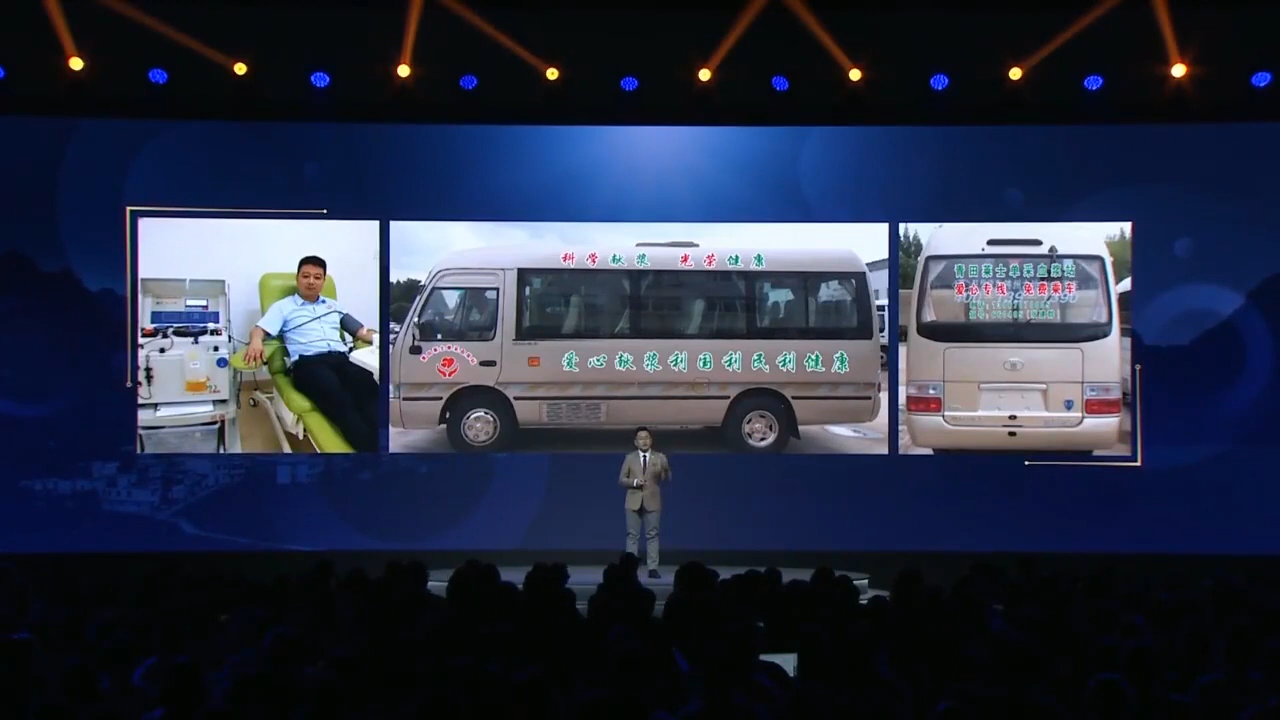 科学献浆 光荣健康
爱心献浆利国利民利健康
青田莱士单采血浆站
爱心专线 免费乘车